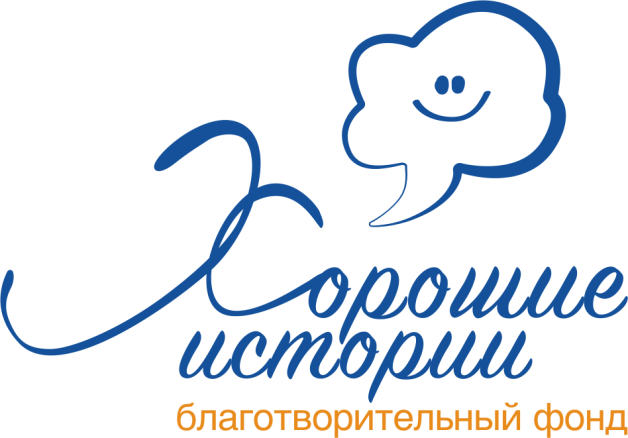 Хорошие
истории
благотворительный фонд